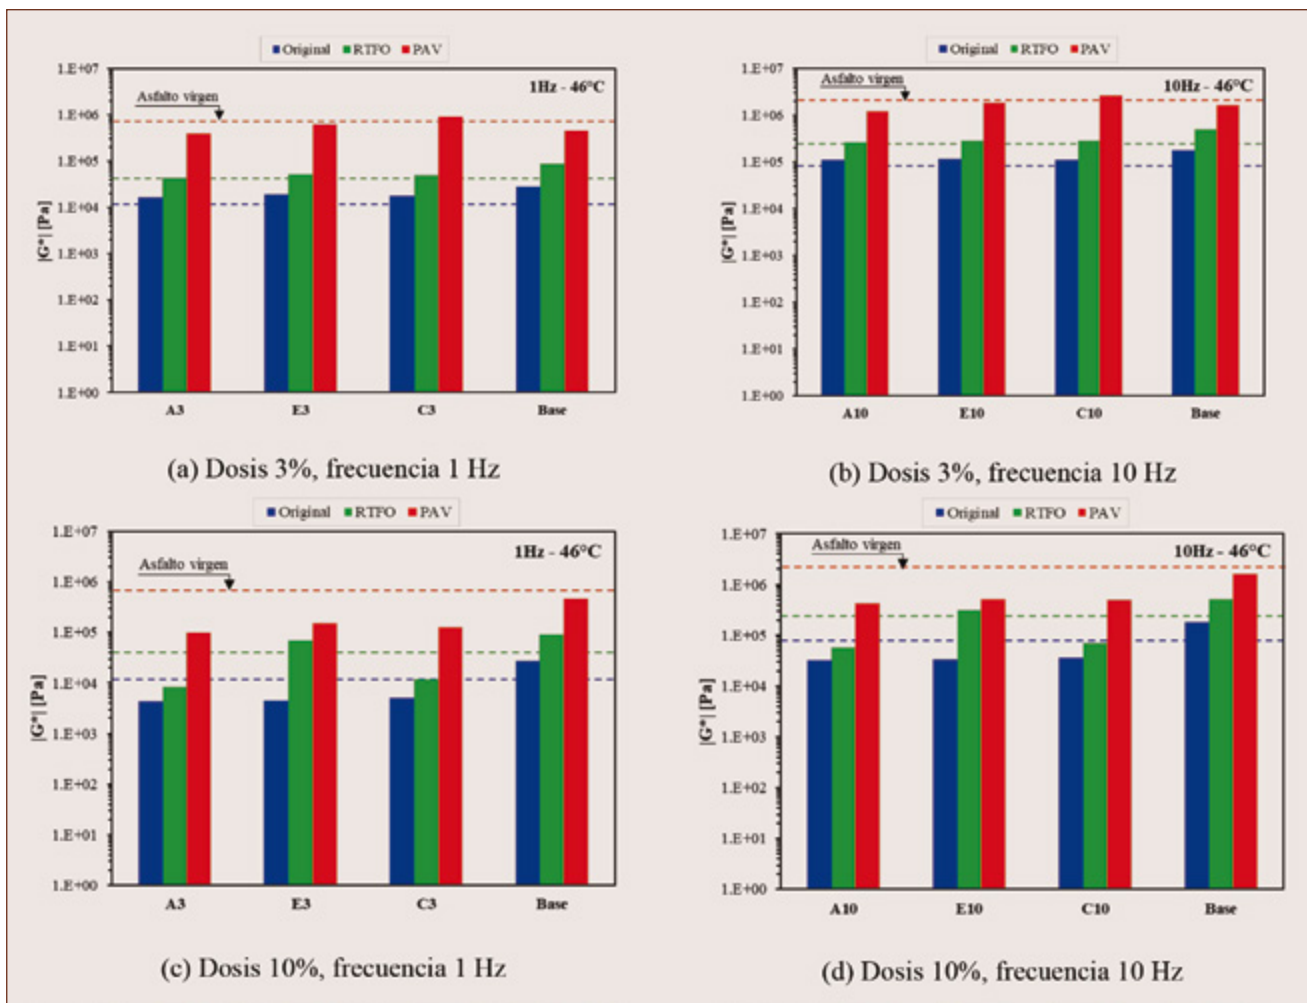 Original RTFO PAV
1.E+07
1.E+06
1.E+05
1.E+04
1.E+03
1.E+02
1.E+01
1.E+00
|G*| [Pa]
Asfalto virgen
1Hz - 46°C
A3 E3 C3 Base
(a) Dosis 3%, frecuencia 1 Hz
Original RTFO PAV
1.E+07
1.E+06
1.E+05
1.E+04
1.E+03
1.E+02
1.E+01
1.E+00
|G*| [Pa]
Asfalto virgen
10Hz - 46°C
A10 E10 C10 Base
(b) Dosis 3%, frecuencia 10 Hz
Original RTFO PAV
1.E+07
1.E+06
1.E+05
1.E+04
1.E+03
1.E+02
1.E+01
1.E+00
|G*| [Pa]
Asfalto virgen
1Hz - 46°C
A3 E3 C3 Base
(c) Dosis 10%, frecuencia 1 Hz
Original RTFO PAV
1.E+07
1.E+06
1.E+05
1.E+04
1.E+03
1.E+02
1.E+01
1.E+00
|G*| [Pa]
Asfalto virgen
10Hz - 46°C
A10 E10 C10 Base
(d) Dosis 10%, frecuencia 10 Hz